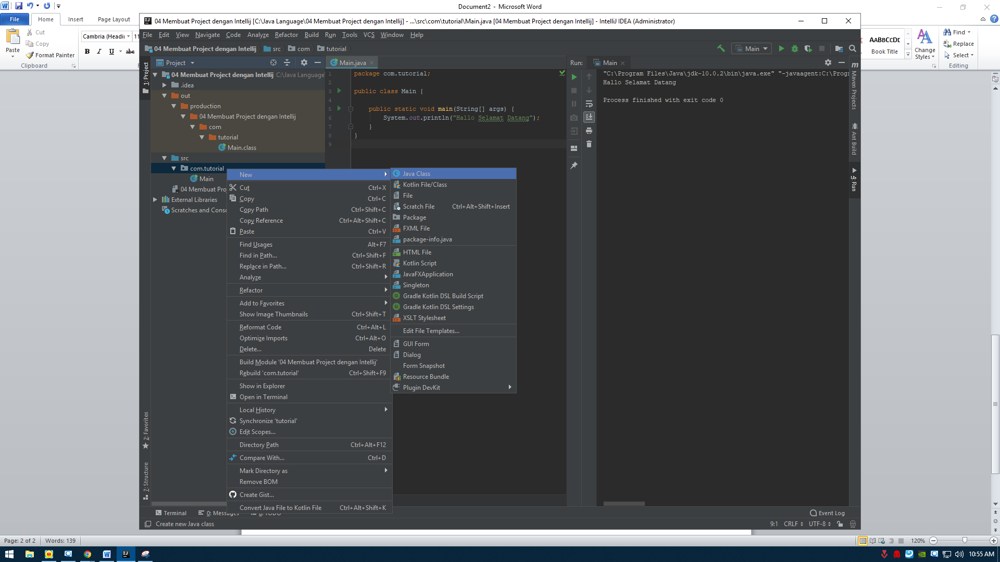 Document2 - Microsoft Word
File Home Insert Page Layout
Cut
Copy
Paste
Format Painter
Clipboard
Cambria (Headi 11
B I U abc
AaBbCcDt
Book Title
Change Styles
Find
Replace
Select
Editing
04 Membuat Project dengan Intellij [C:\Java Language\04 Membuat Project dengan Intellij] - ...\src\com\tutorial\Main.java [04 Membuat Project dengan Intellij] - IntelliJ IDEA (Administrator)
File Edit View Navigate Code Analyze Refactor Build Run Tools VCS Window Help
04 Membuat Project dengan Intellij src com tutorial
Main
1: Project
Project
04 Membuat Project dengan Intellij C:\Java Language
.idea
out
production
04 Membuat Project dengan Intellij
com
tutorial
Main.class
src
com.tutorial
Main
04 Membuat Proj
External Libraries
Scratches and Conso
2: Favorites
7: Structure
Main.java
1 package com.tutorial;
2
3 public class Main {
4
5 public static void main(String[] args) {
6 System.out.println("Hallo Selamat Datang");
7 }
8 }
9
New
Cut Ctrl+X
Copy Ctrl+C
Copy Path Ctrl+Shift+C
Copy Reference Ctrl+Alt+Shift+C
Paste Ctrl+V
Find Usages Alt+F7
Find in Path... Ctrl+Shift+F
Replace in Path... Ctrl+Shift+R
Analyze
Refactor
Add to Favorites
Show Image Thumbnails Ctrl+Shift+T
Reformat Code Ctrl+Alt+L
Optimize Imports Ctrl+Alt+O
Delete... Delete
Build Module '04 Membuat Project dengan Intellij'
Rebuild 'com.tutorial' Ctrl+Shift+F9
Show in Explorer
Open in Terminal
Local History
Synchronize 'tutorial'
Edit Scopes...
Directory Path Ctrl+Alt+F12
Compare With... Ctrl+D
Mark Directory as
Remove BOM
Create Gist...
Convert Java File to Kotlin File Ctrl+Alt+Shift+K
Java Class
Kotlin File/Class
File
Scratch File Ctrl+Alt+Shift+Insert
Package
FXML File
package-info.java
HTML File
Kotlin Script
JavaFXApplication
Singleton
Gradle Kotlin DSL Build Script
Gradle Kotlin DSL Settings
XSLT Stylesheet
Edit File Templates...
GUI Form
Dialog
Form Snapshot
Resource Bundle
Plugin DevKit
Run: Main
"C:\Program Files\Java\jdk-10.0.2\bin\java.exe" "-javaagent:C:\Progr
Hallo Selamat Datang
Process finished with exit code 0
Maven Projects
Ant Build
4: Run
Terminal 0: Messages 6: TODO
Event Log
Create new Java class
9:1 CRLF UTF-8
Page: 2 of 2 Words: 139
120%
10:55 AM